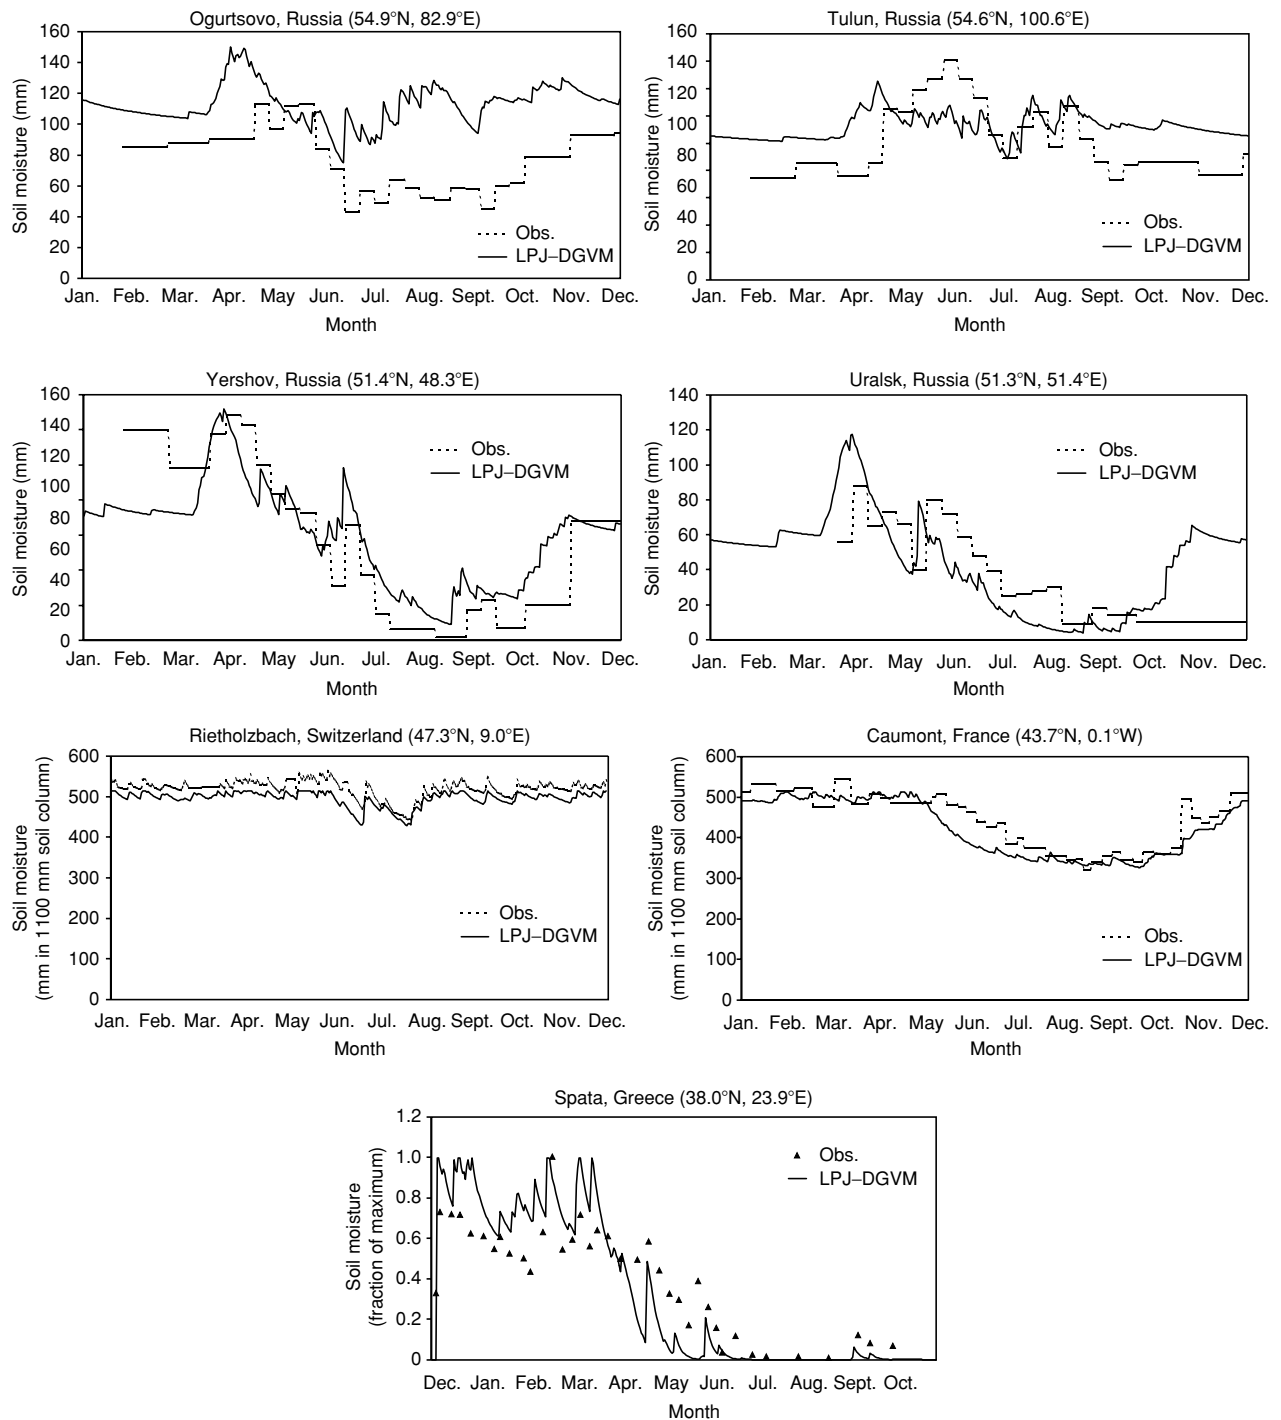 Ogurtsovo, Russia (54.9°N, 82.9°E)
160
140
120
100
80
60
40
20
0
Soil moisture (mm)
Obs.
LPJ–DGVM
Jan. Feb. Mar. Apr. May Jun. Jul. Aug. Sept. Oct. Nov. Dec.
Month
Tulun, Russia (54.6°N, 100.6°E)
160
140
120
100
80
60
40
20
0
Soil moisture (mm)
Obs.
LPJ–DGVM
Jan. Feb. Mar. Apr. May Jun. Jul. Aug. Sept. Oct. Nov. Dec.
Month
Yershov, Russia (51.4°N, 48.3°E)
160
140
120
100
80
60
40
20
0
Soil moisture (mm)
Obs.
LPJ–DGVM
Jan. Feb. Mar. Apr. May Jun. Jul. Aug. Sept. Oct. Nov. Dec.
Month
Uralsk, Russia (51.3°N, 51.4°E)
140
120
100
80
60
40
20
0
Soil moisture (mm)
Obs.
LPJ–DGVM
Jan. Feb. Mar. Apr. May Jun. Jul. Aug. Sept. Oct. Nov. Dec.
Month
Rietholzbach, Switzerland (47.3°N, 9.0°E)
600
500
400
300
200
100
0
Soil moisture
(mm in 1100 mm soil column)
Obs.
LPJ–DGVM
Jan. Feb. Mar. Apr. May Jun. Jul. Aug. Sept. Oct. Nov. Dec.
Month
Caumont, France (43.7°N, 0.1°W)
600
500
400
300
200
100
0
Soil moisture
(mm in 1100 mm soil column)
Obs.
LPJ–DGVM
Jan. Feb. Mar. Apr. May Jun. Jul. Aug. Sept. Oct. Nov. Dec.
Month
Spata, Greece (38.0°N, 23.9°E)
1.2
1.0
0.8
0.6
0.4
0.2
0
Soil moisture
(fraction of maximum)
Obs.
LPJ–DGVM
Dec. Jan. Feb. Mar. Apr. May Jun. Jul. Aug. Sept. Oct.
Month